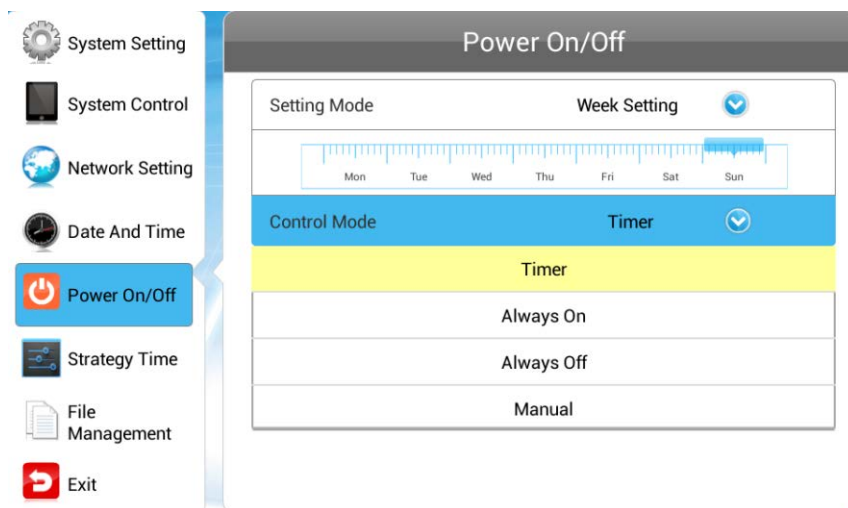 System Setting
System Control
Network Setting
Date And Time
Power On/Off
Strategy Time
File
Management
Exit
Power On/Off
Setting Mode Week Setting
Mon Tue Wed Thu Fri Sat Sun
Control Mode Timer
Timer
Always On
Always Off
Manual